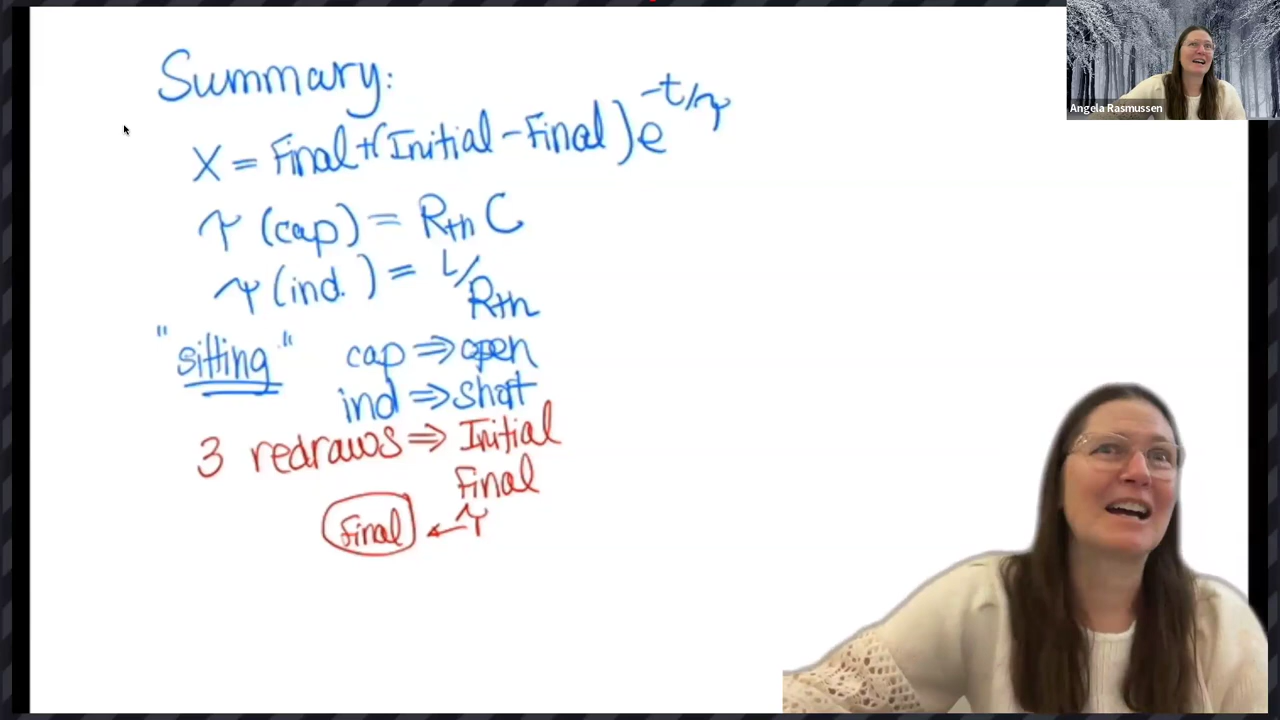 Summary:
X = Final + (Initial - Final) e^-t/τ
τ (cap) = Rth C
τ (ind.) = L/Rth
"sitting" cap ⇒ open
ind ⇒ short
3 redraws ⇒ Initial
Final
Final ← τ
Angela Rasmussen